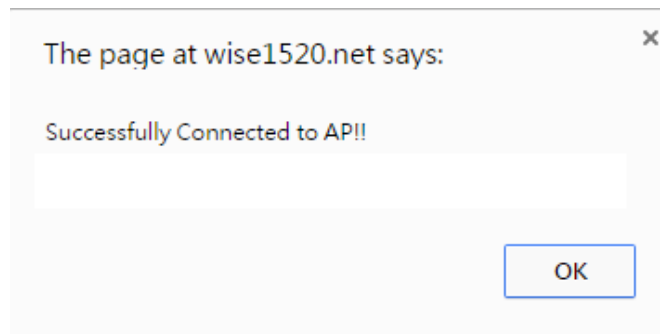 The page at wise1520.net says:
Successfully Connected to AP!!
OK